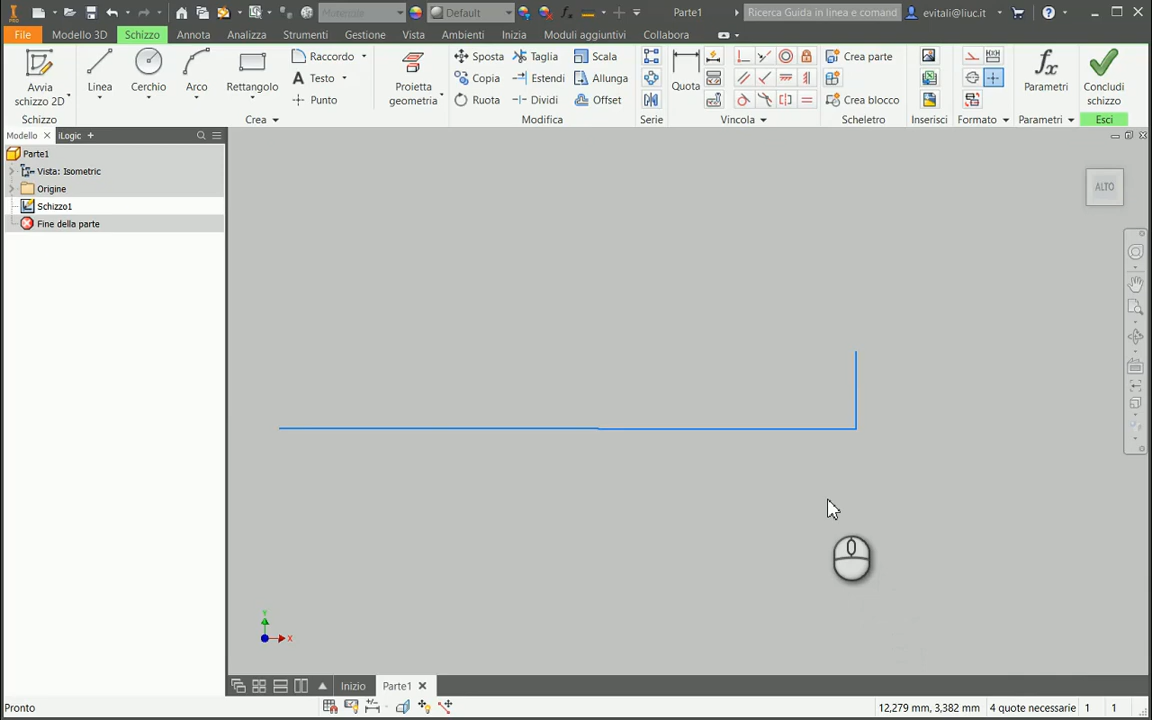 PRO
Materiale
Default
Parte1
Ricerca Guida in linea e comand
evitali@liuc.it
File
Modello 3D
Schizzo
Annota
Analizza
Strumenti
Gestione
Vista
Ambienti
Inizia
Moduli aggiuntivi
Collabora
Avvia
schizzo 2D
Linea
Cerchio
Arco
Rettangolo
Raccordo
Testo
Punto
Proietta
geometria
Sposta
Copia
Ruota
Taglia
Estendi
Dividi
Scala
Allunga
Offset
Quota
Crea parte
Crea blocco
Parametri
Concludi
schizzo
Schizzo
Crea
Modifica
Serie
Vincola
Scheletro
Inserisci
Formato
Parametri
Esci
Modello
iLogic
Parte1
Vista: Isometric
Origine
Schizzo1
Fine della parte
ALTO
Y
X
Inizio
Parte1
Pronto
12,279 mm, 3,382 mm
4 quote necessarie
1
1